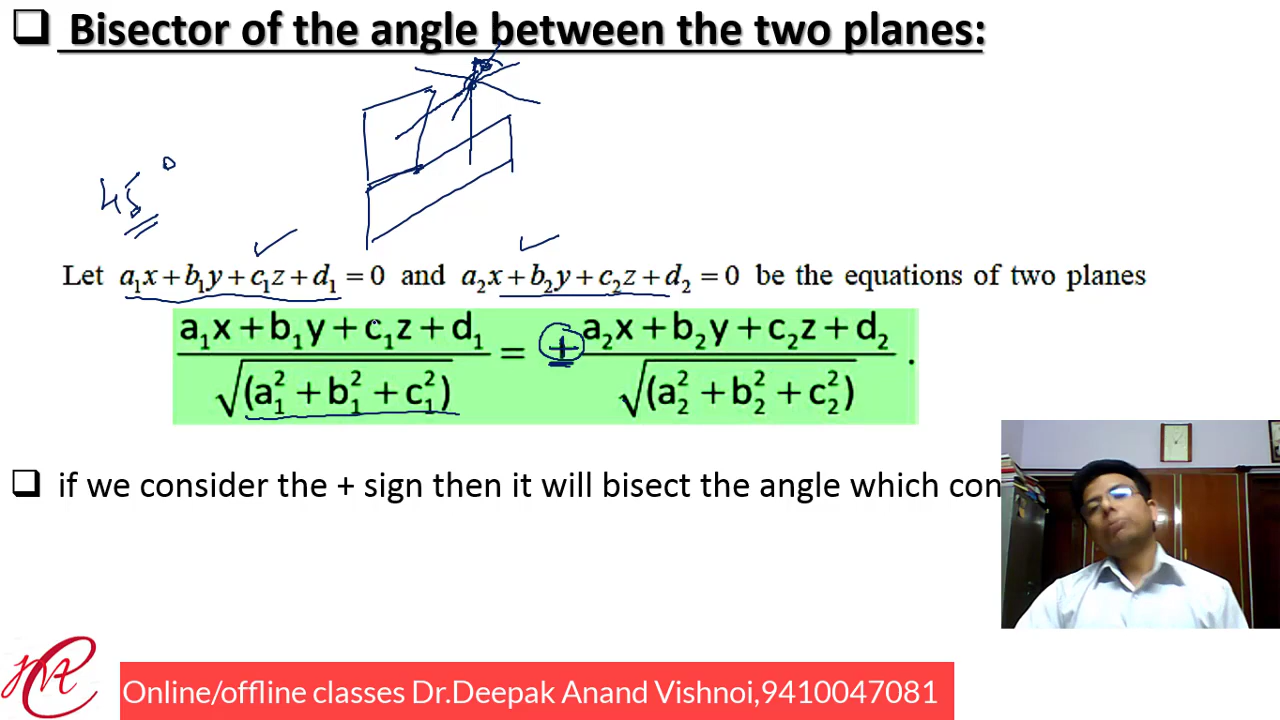 Bisector of the angle between the two planes:
45°
Let a₁x + b₁y + c₁z + d₁ = 0 and a₂x + b₂y + c₂z + d₂ = 0 be the equations of two planes
a₁x + b₁y + c₁z + d₁ / √(a₁² + b₁² + c₁²) = + a₂x + b₂y + c₂z + d₂ / √(a₂² + b₂² + c₂²) .
if we consider the + sign then it will bisect the angle which con
Online/offline classes Dr.Deepak Anand Vishnoi,9410047081